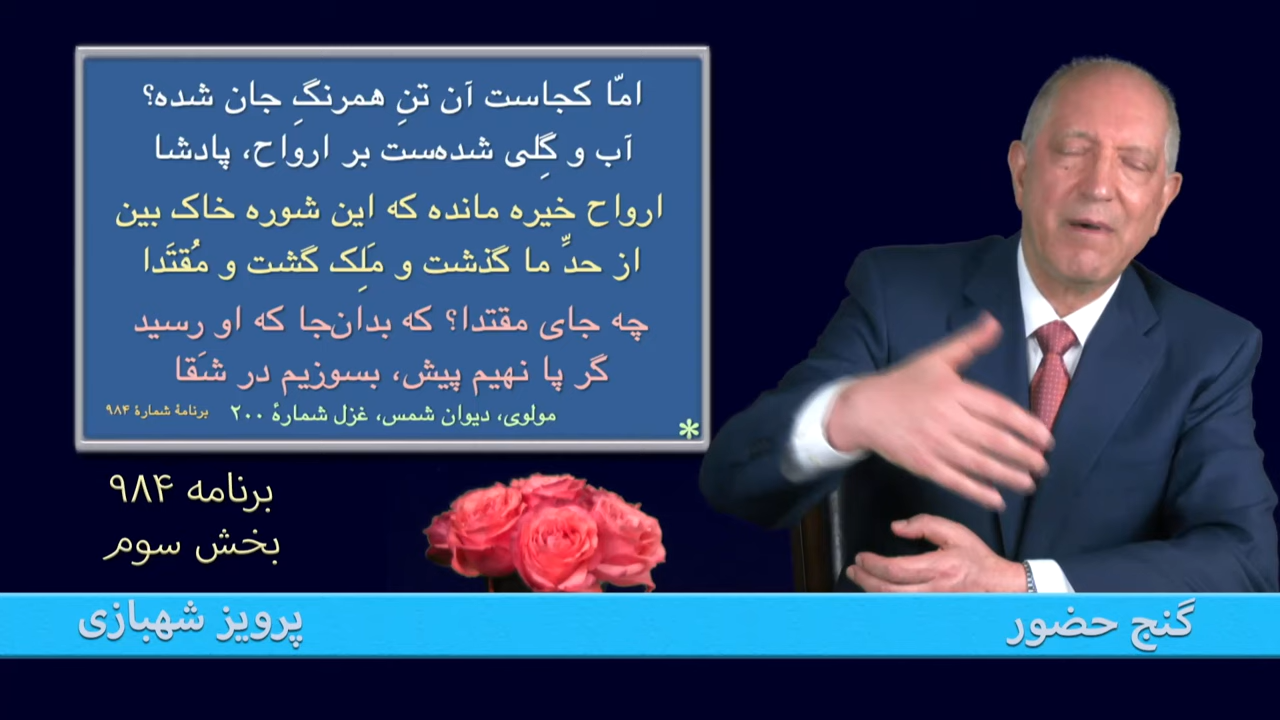 امّا کجاست آن تنِ همرنگِ جان شده؟
آب و گِلی شده‌ست بر ارواح، پادشا
ارواح خیره مانده که این شوره خاک بین
از حدِّ ما گذشت و مَلِک گشت و مُقتَدا
چه جای مقتدا؟ که بدان‌جا که او رسید
گر پا نهیم پیش، بسوزیم در شَقا
مولوی، دیوان شمس، غزل شمارهٔ ۲۰۰
برنامهٔ شمارهٔ ۹۸۴
*
برنامه ۹۸۴
بخش سوم
گنج حضور
پرویز شهبازی